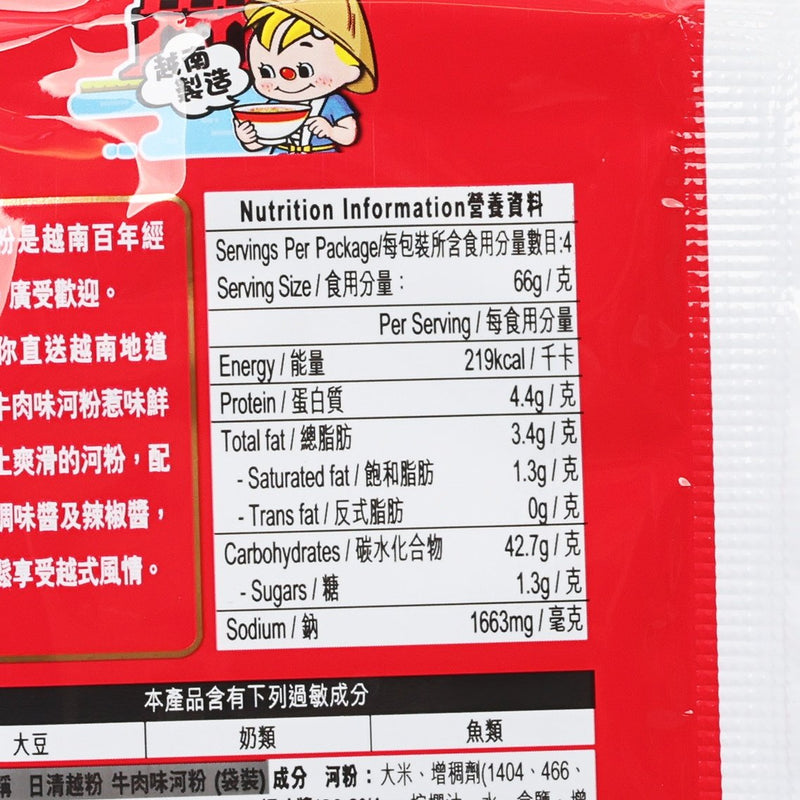 越南
製造
粉是越南百年經
廣受歡迎。
你直送越南地道
牛肉味河粉惹味鮮
上爽滑的河粉，配
調味醬及辣椒醬，
鬆享受越式風情。
Nutrition Information營養資料
Servings Per Package/每包裝所含食用分量數目:4
Serving Size / 食用分量： 66g / 克
Per Serving / 每食用分量
Energy / 能量 219kcal / 千卡
Protein / 蛋白質 4.4g / 克
Total fat / 總脂肪 3.4g / 克
- Saturated fat / 飽和脂肪 1.3g / 克
- Trans fat / 反式脂肪 0g / 克
Carbohydrates / 碳水化合物 42.7g / 克
- Sugars / 糖 1.3g / 克
Sodium / 鈉 1663mg / 毫克
本產品含有下列過敏成分
大豆 奶類 魚類
稱 日清越粉 牛肉味河粉 (袋裝) 成分 河粉：大米、增稠劑(1404、466、